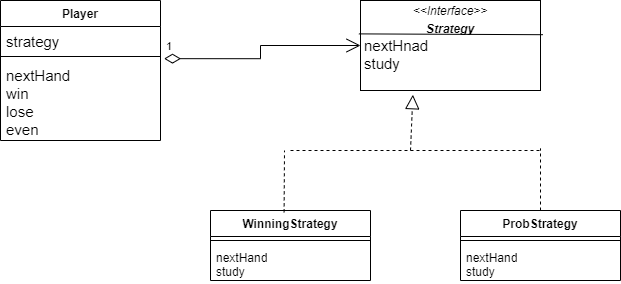 Player
strategy
nextHand
win
lose
even
1
<<Interface>>
Strategy
nextHnad
study
WinningStrategy
nextHand
study
ProbStrategy
nextHand
study